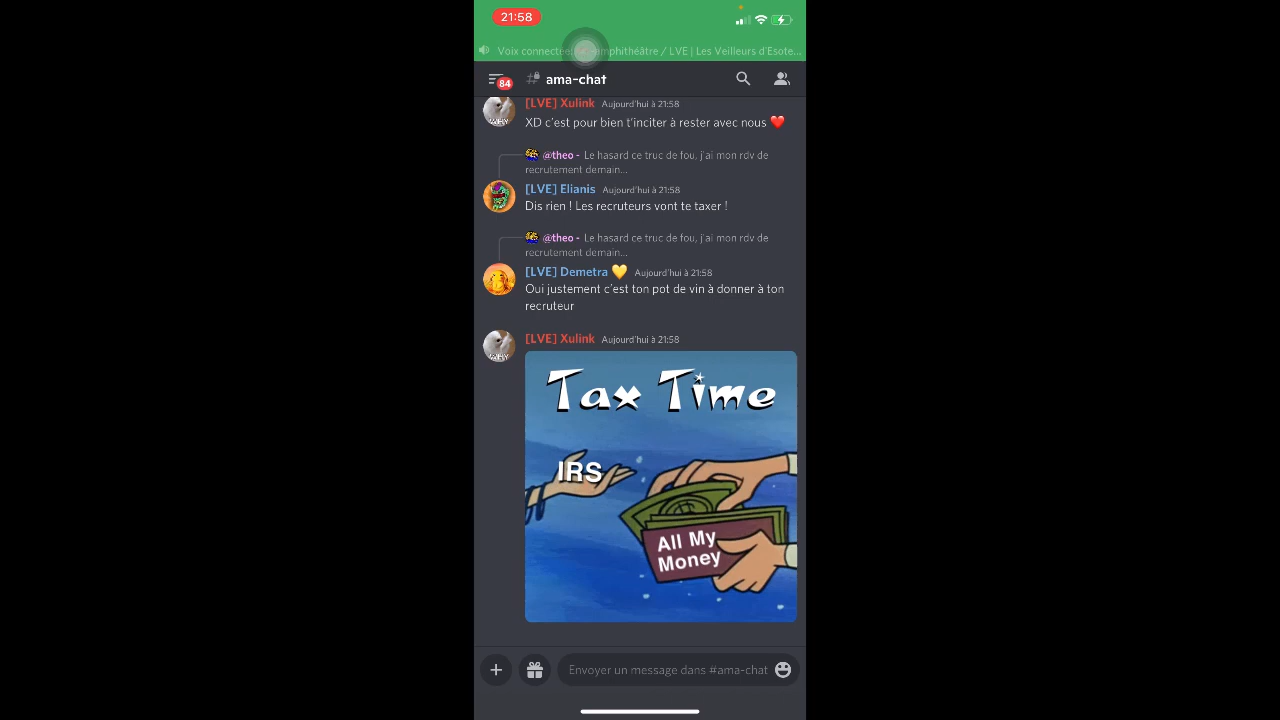 21:58
Voix connectée / LVE | Les Veilleurs d'Esote...
84
ama-chat
[LVE] Xulink Aujourd'hui à 21:58
XD c'est pour bien t'inciter à rester avec nous ❤️
@theo - Le hasard ce truc de fou, j'ai mon rdv de
recrutement demain...
[LVE] Elianis Aujourd'hui à 21:58
Dis rien ! Les recruteurs vont te taxer !
@theo - Le hasard ce truc de fou, j'ai mon rdv de
recrutement demain...
[LVE] Demetra 💛 Aujourd'hui à 21:58
Oui justement c'est ton pot de vin à donner à ton
recruteur
WHY
[LVE] Xulink Aujourd'hui à 21:58
Tax Time
IRS
All My
Money
Envoyer un message dans #ama-chat